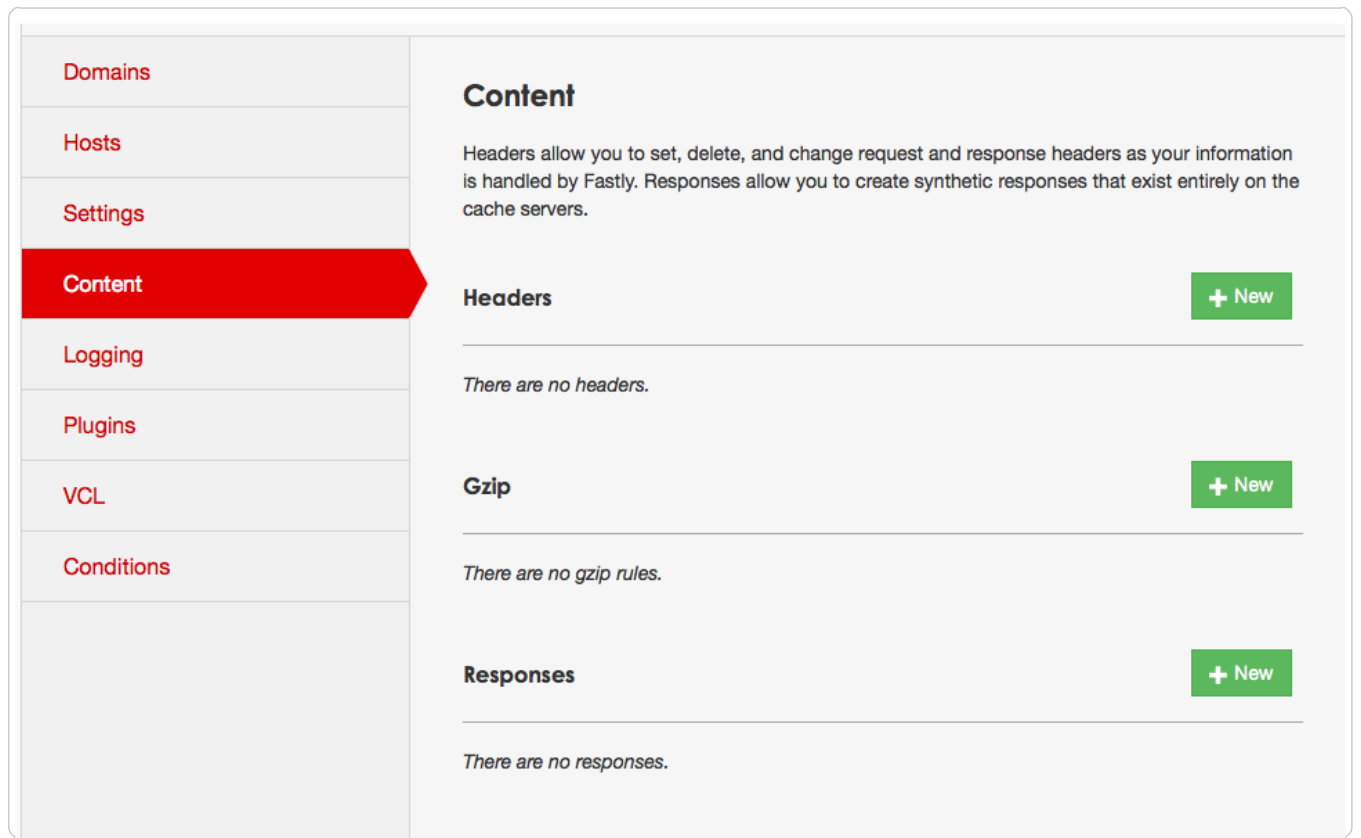 Domains
Hosts
Settings
Content
Logging
Plugins
VCL
Conditions
Content
Headers allow you to set, delete, and change request and response headers as your information
is handled by Fastly. Responses allow you to create synthetic responses that exist entirely on the
cache servers.
Headers
+ New
There are no headers.
Gzip
+ New
There are no gzip rules.
Responses
+ New
There are no responses.